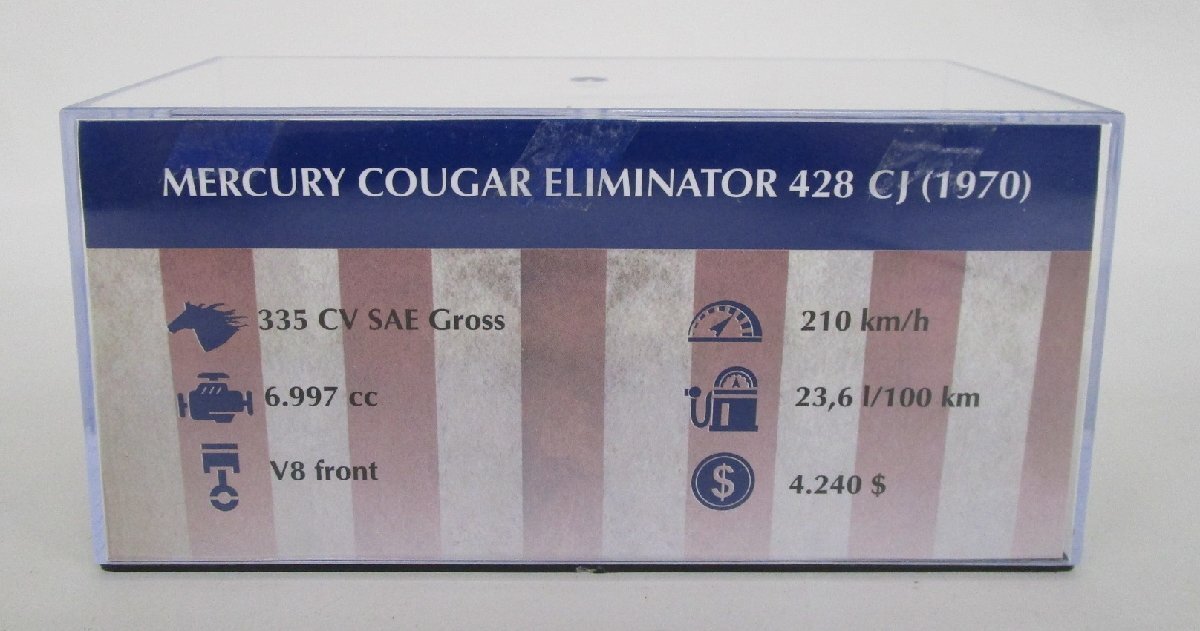 MERCURY COUGAR ELIMINATOR 428 CJ (1970)
335 CV SAE Gross
6.997 cc
V8 front
210 km/h
23,6 l/100 km
$
4.240 $